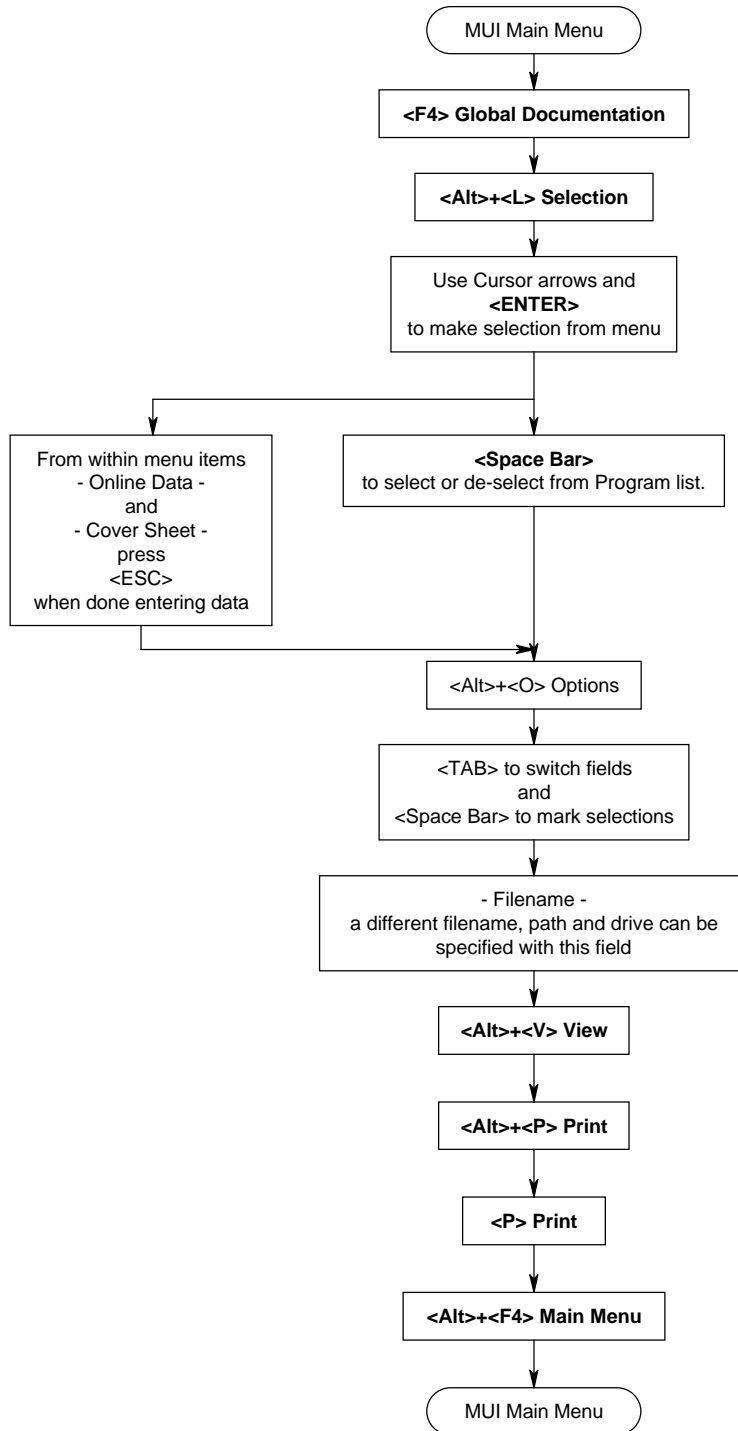 MUI Main Menu
<F4> Global Documentation
<Alt>+<L> Selection
Use Cursor arrows and
<ENTER>
to make selection from menu
From within menu items
- Online Data -
and
- Cover Sheet -
press
<ESC>
when done entering data
<Space Bar>
to select or de-select from Program list.
<Alt>+<O> Options
<TAB> to switch fields
and
<Space Bar> to mark selections
- Filename -
a different filename, path and drive can be
specified with this field
<Alt>+<V> View
<Alt>+<P> Print
<P> Print
<Alt>+<F4> Main Menu
MUI Main Menu